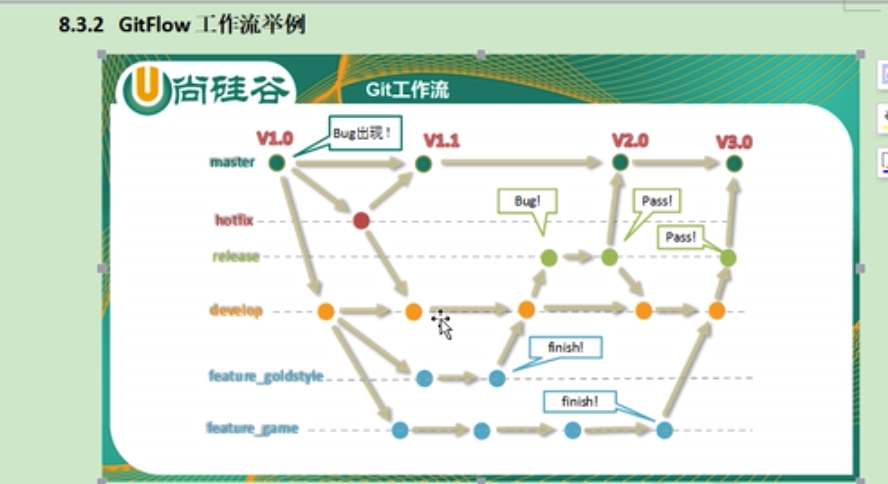 8.3.2 GitFlow 工作流举例
尚硅谷
Git工作流
V1.0
Bug出现！
V1.1
V2.0
V3.0
master
hotfix
Bug!
Pass!
Pass!
release
develop
finish!
feature_goldstyle
finish!
feature_game